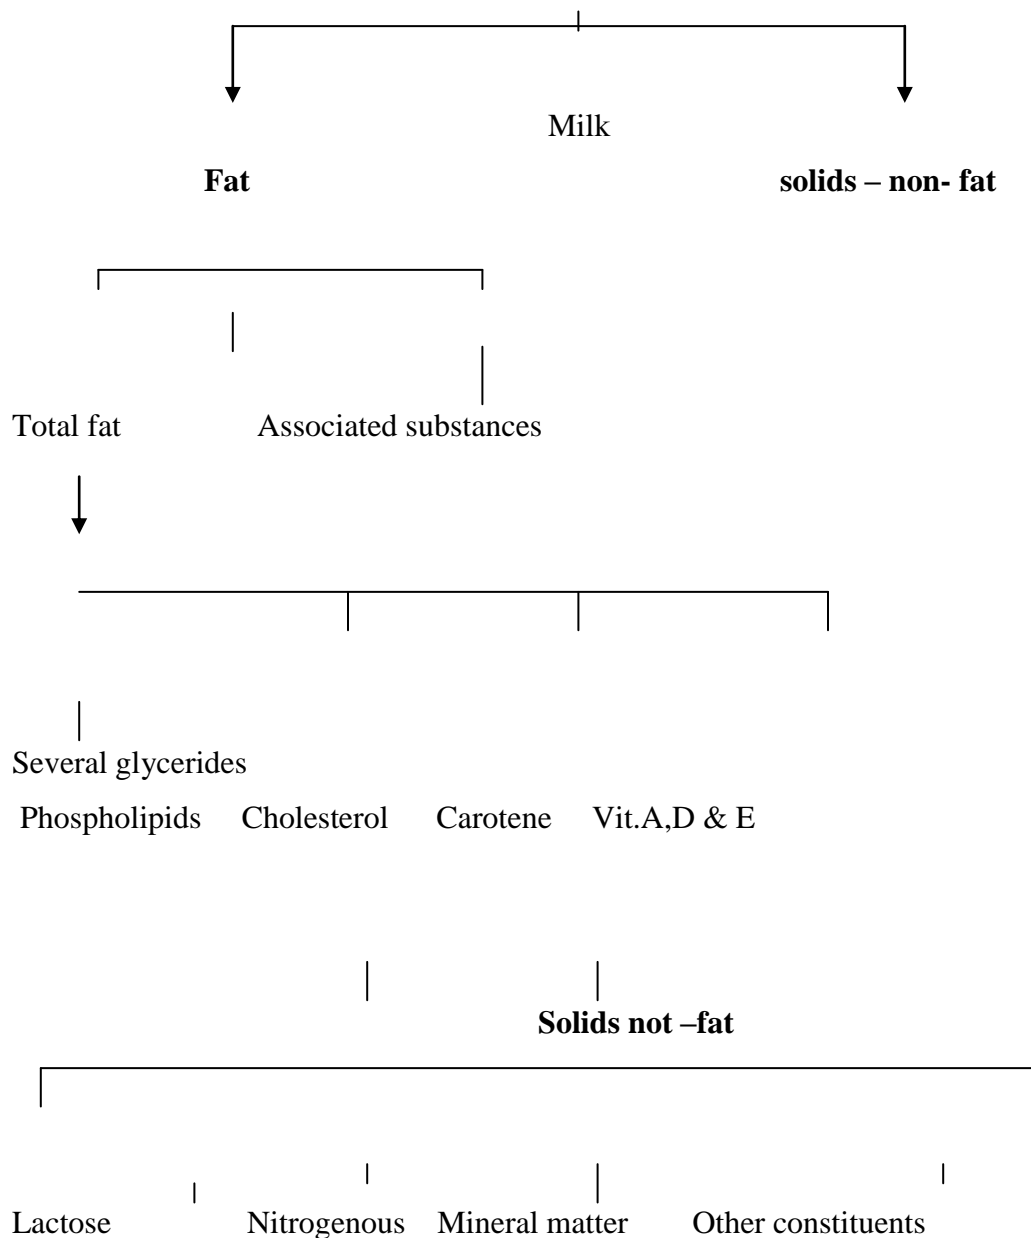 Milk
Fat solids – non- fat
Total fat Associated substances
Several glycerides
Phospholipids Cholesterol Carotene Vit.A,D & E
Solids not –fat
Lactose Nitrogenous Mineral matter Other constituents